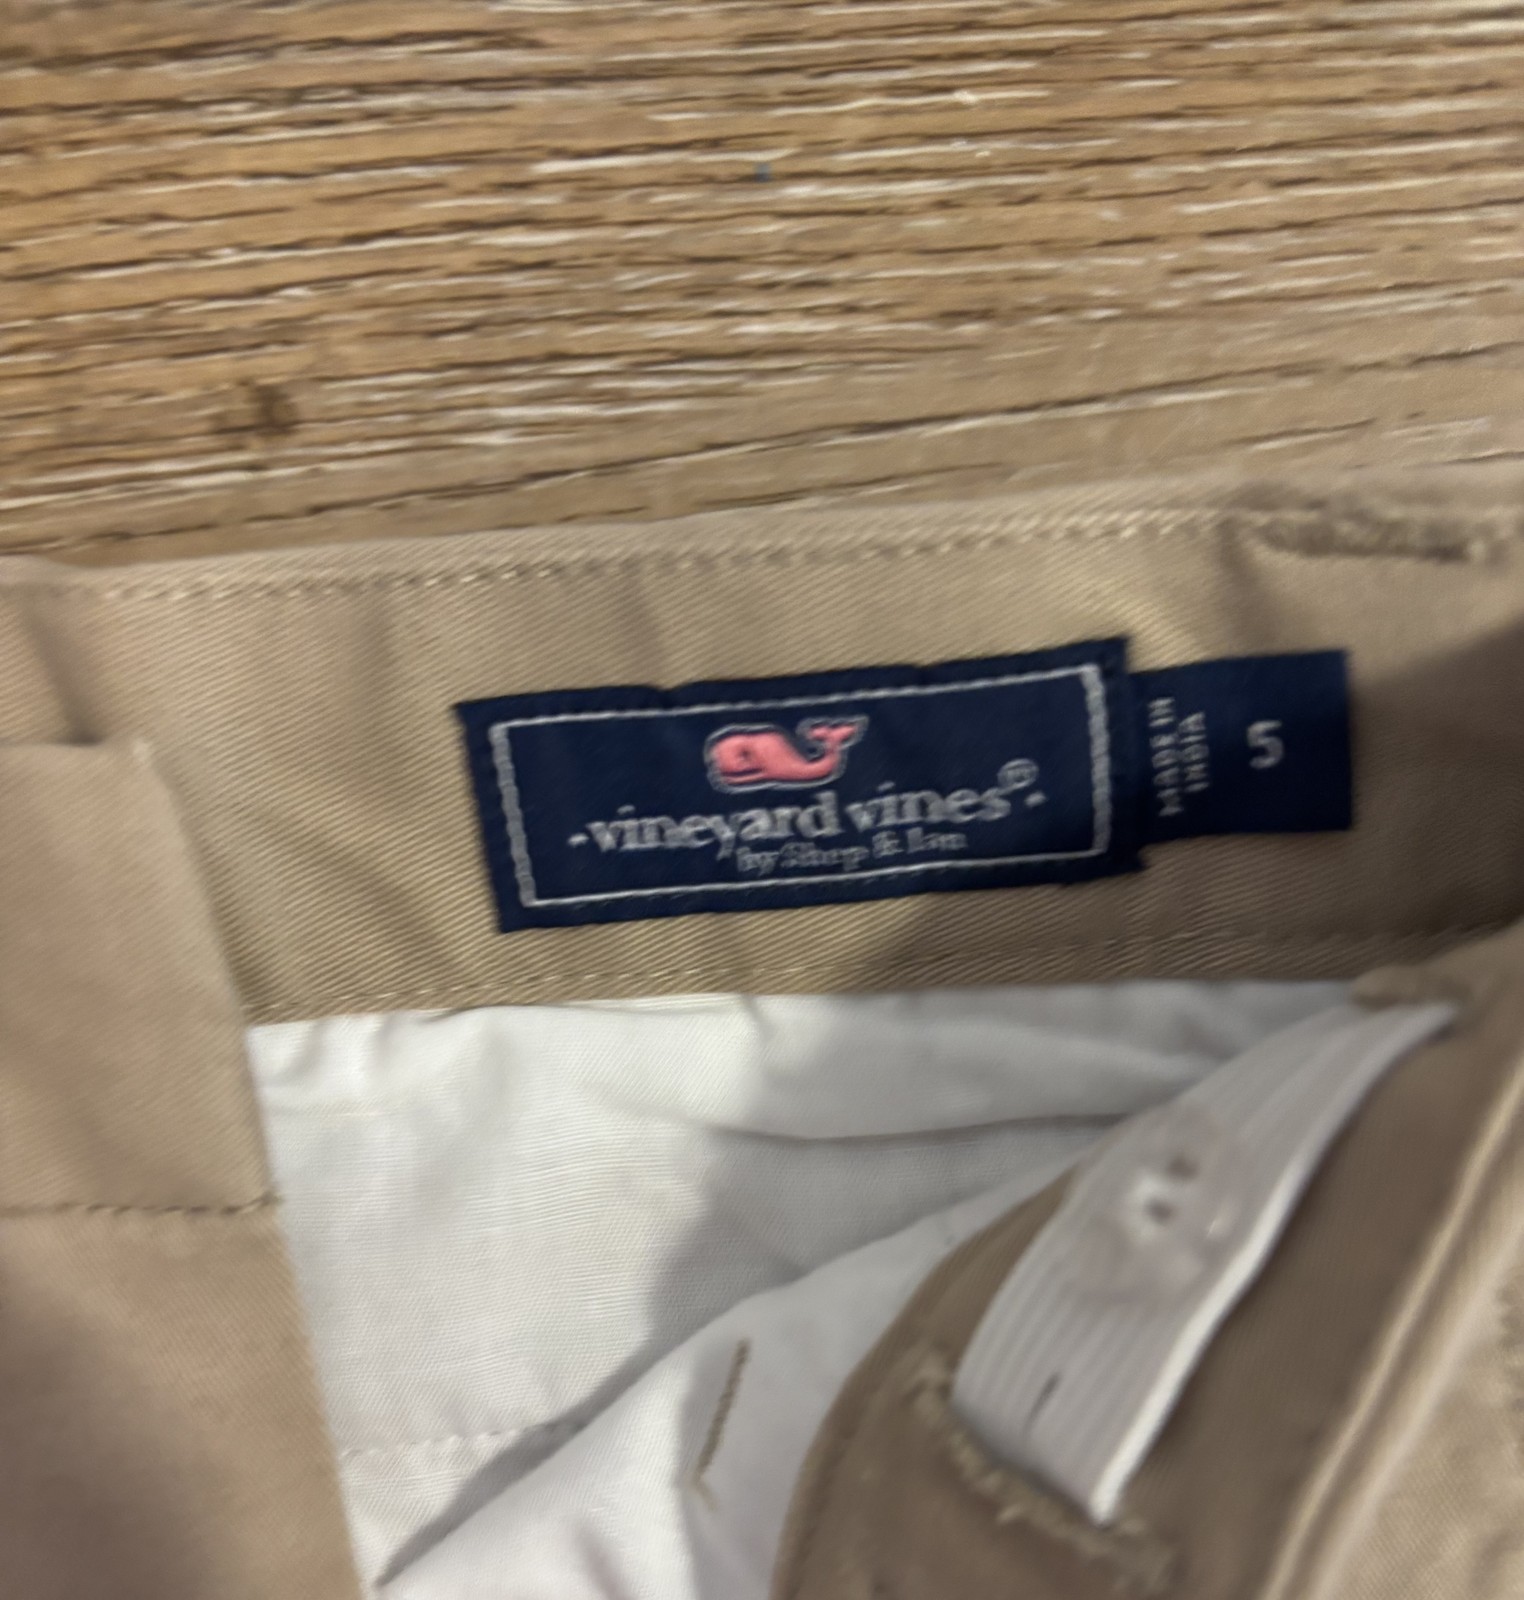 vineyard vines®
by Shep & Ian
MADE IN
INDIA
5